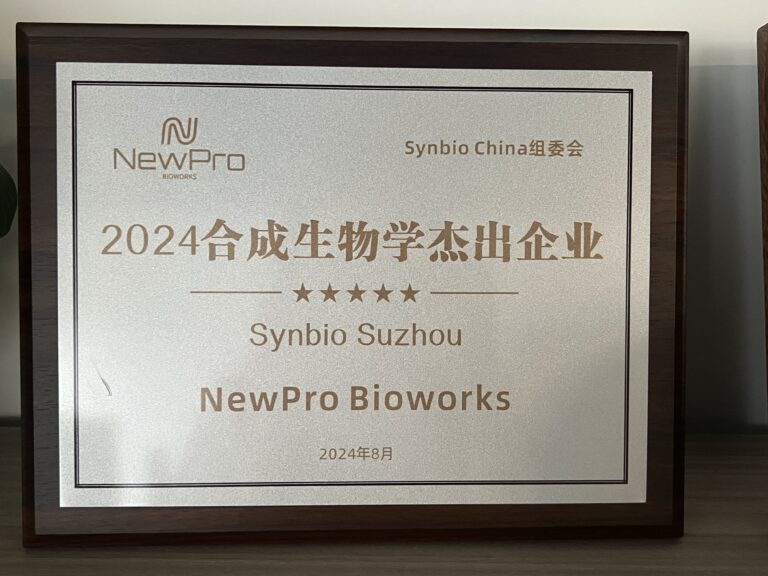 NewPro
BIOWORKS
Synbio China组委会
2024合成生物学杰出企业
Synbio Suzhou
NewPro Bioworks
2024年8月